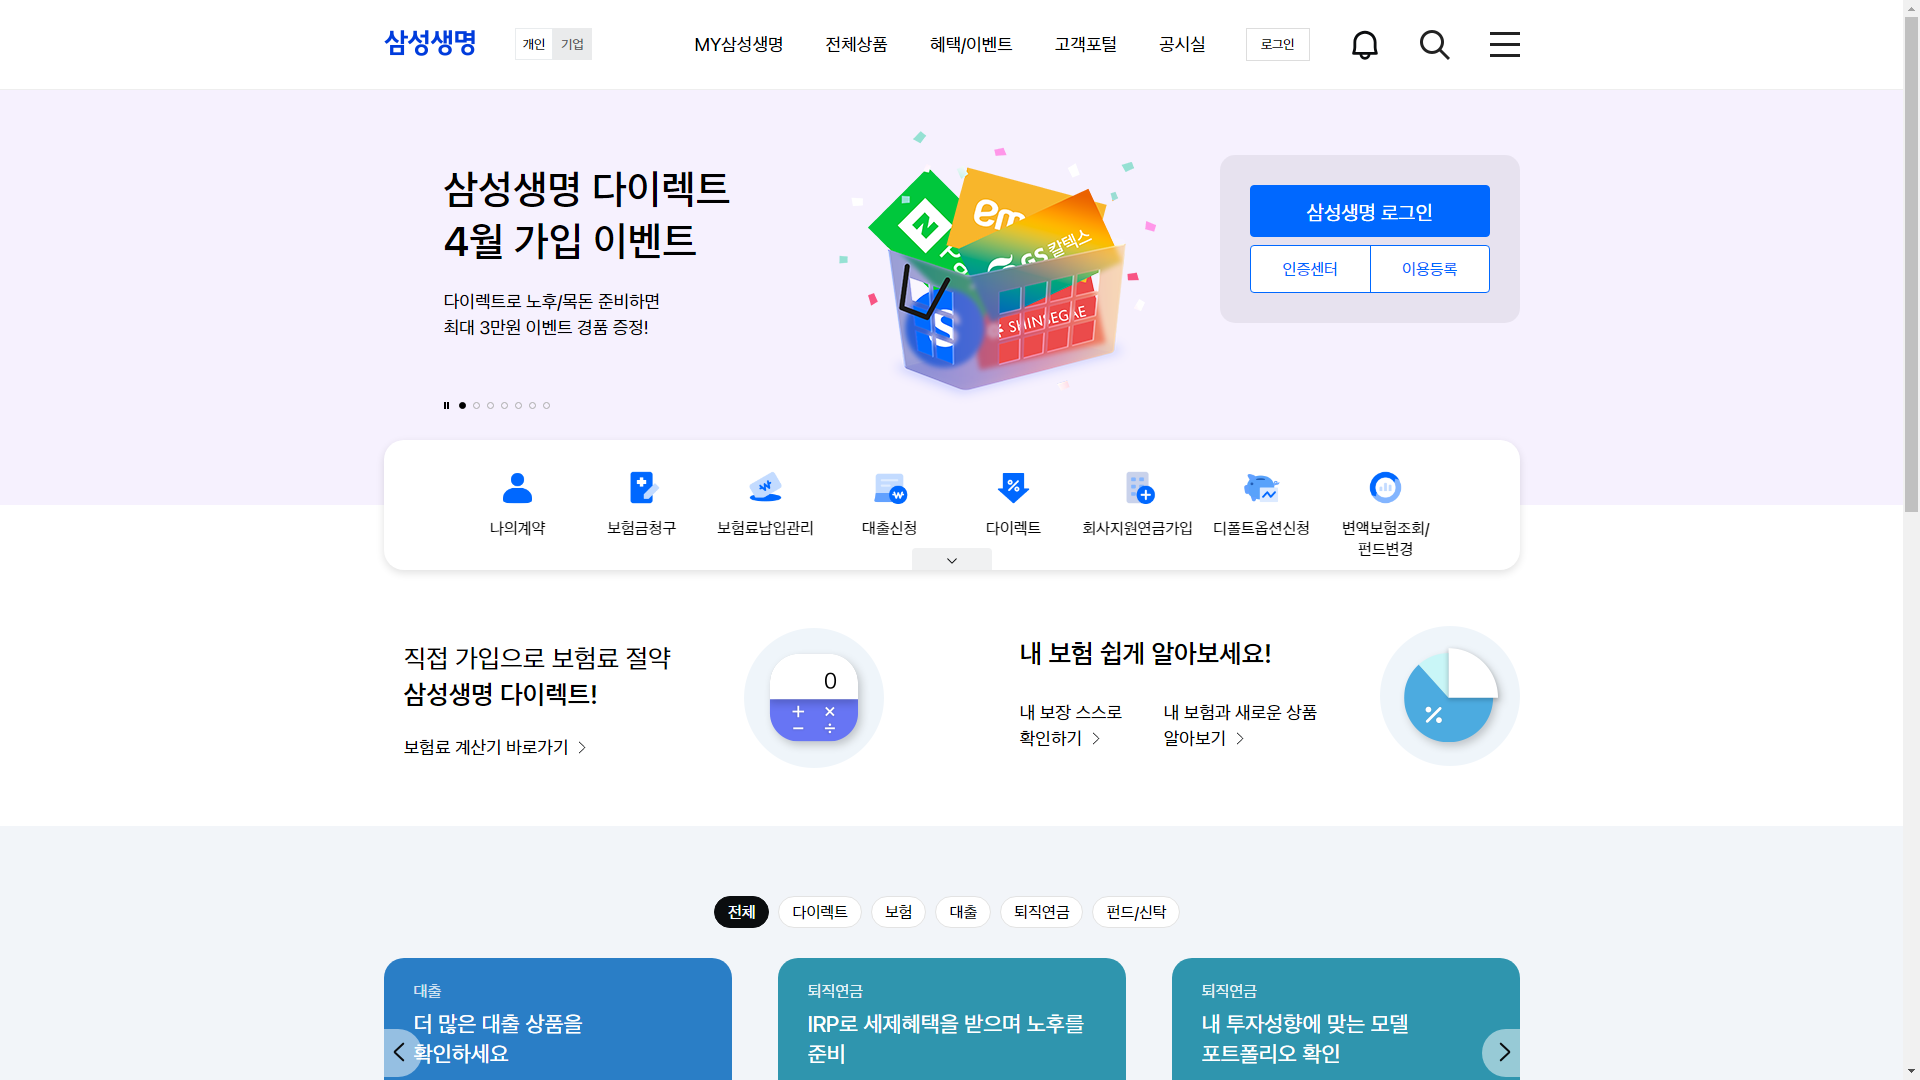 삼성생명
개인 기업
MY삼성생명 전체상품 혜택/이벤트 고객포털 공시실 로그인
삼성생명 다이렉트
4월 가입 이벤트
다이렉트로 노후/목돈 준비하면
최대 3만원 이벤트 경품 증정!
N
em
GS칼텍스
S
SHINSEGAE
삼성생명 로그인
인증센터 이용등록
나의계약
보험금청구
보험료납입관리
대출신청
다이렉트
회사지원연금가입
디폴트옵션신청
변액보험조회/
펀드변경
직접 가입으로 보험료 절약
삼성생명 다이렉트!
보험료 계산기 바로가기
0
+ ×
− ÷
내 보험 쉽게 알아보세요!
내 보장 스스로
확인하기
내 보험과 새로운 상품
알아보기
%
전체 다이렉트 보험 대출 퇴직연금 펀드/신탁
대출
더 많은 대출 상품을
확인하세요
퇴직연금
IRP로 세제혜택을 받으며 노후를
준비
퇴직연금
내 투자성향에 맞는 모델
포트폴리오 확인